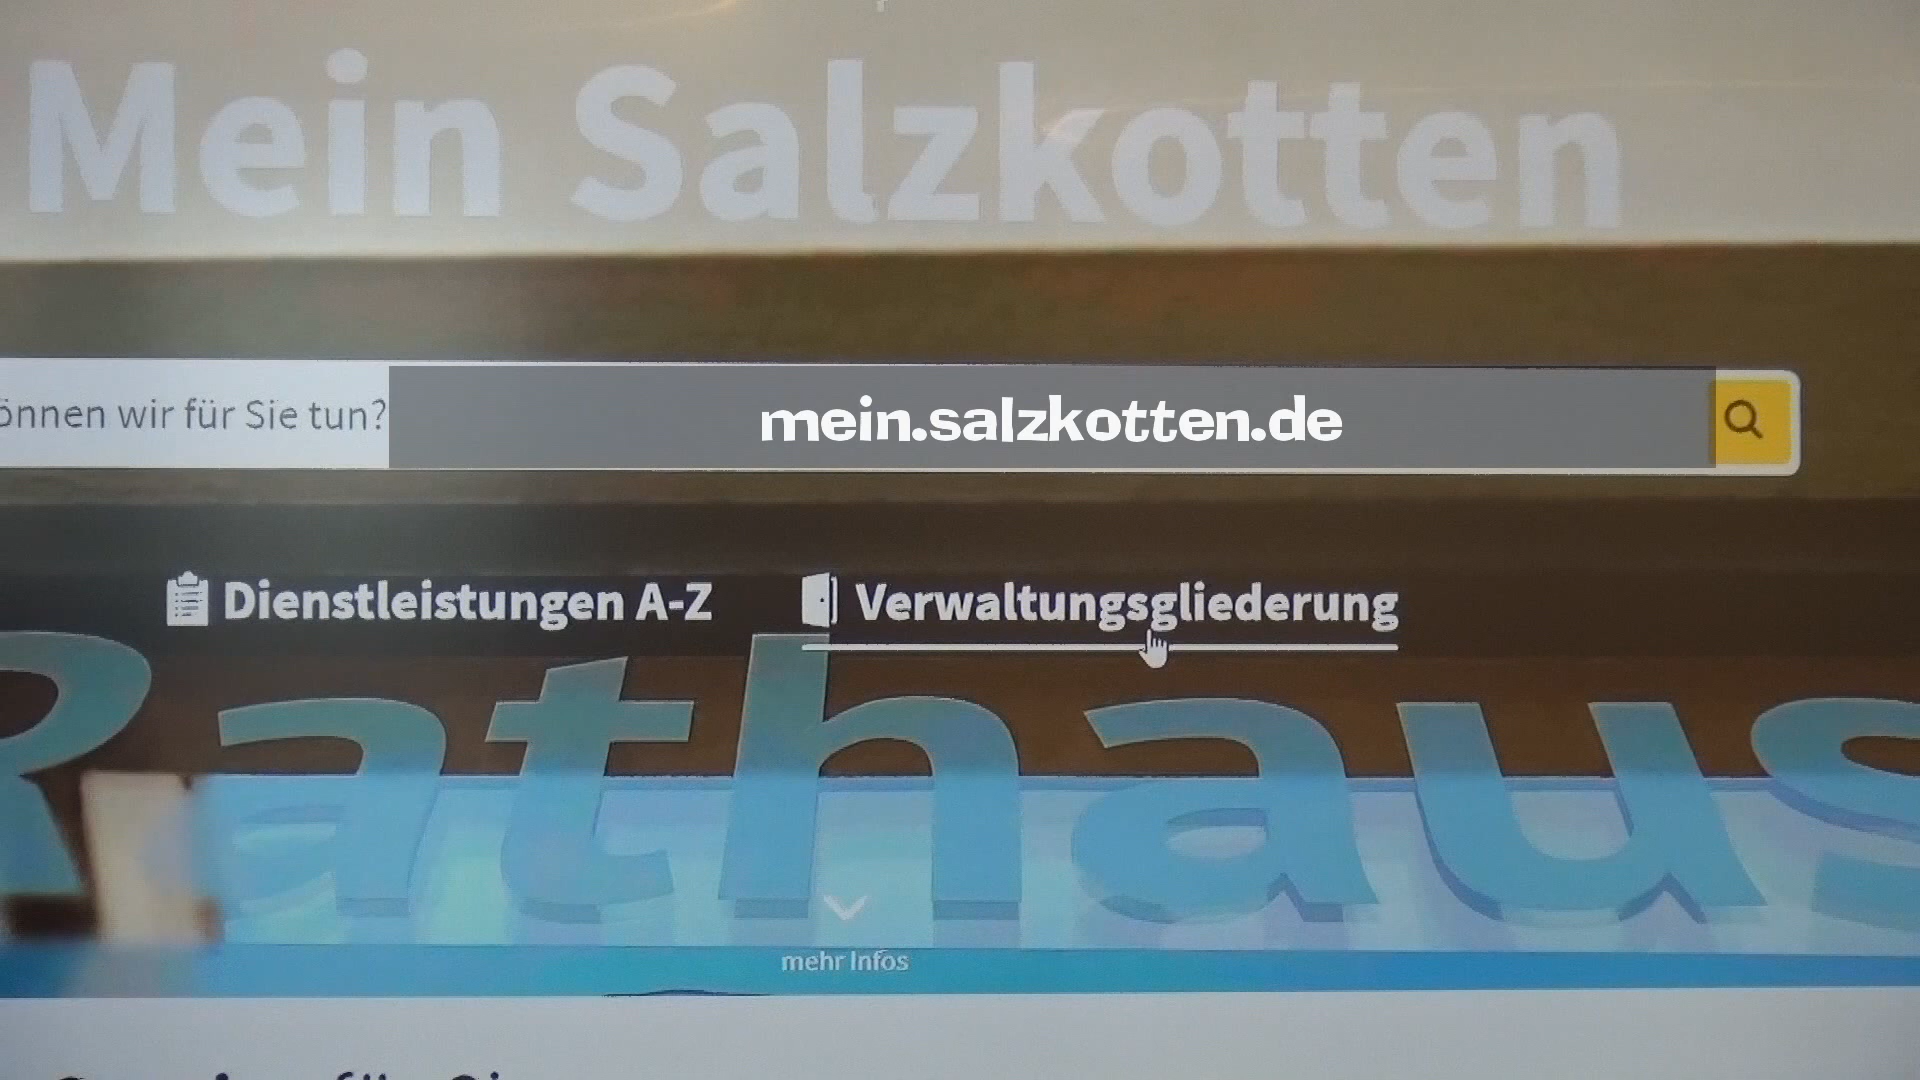 Mein Salzkotten
önnen wir für Sie tun?
mein.salzkotten.de
Dienstleistungen A-Z
Verwaltungsgliederung
Rathaus
mehr Infos